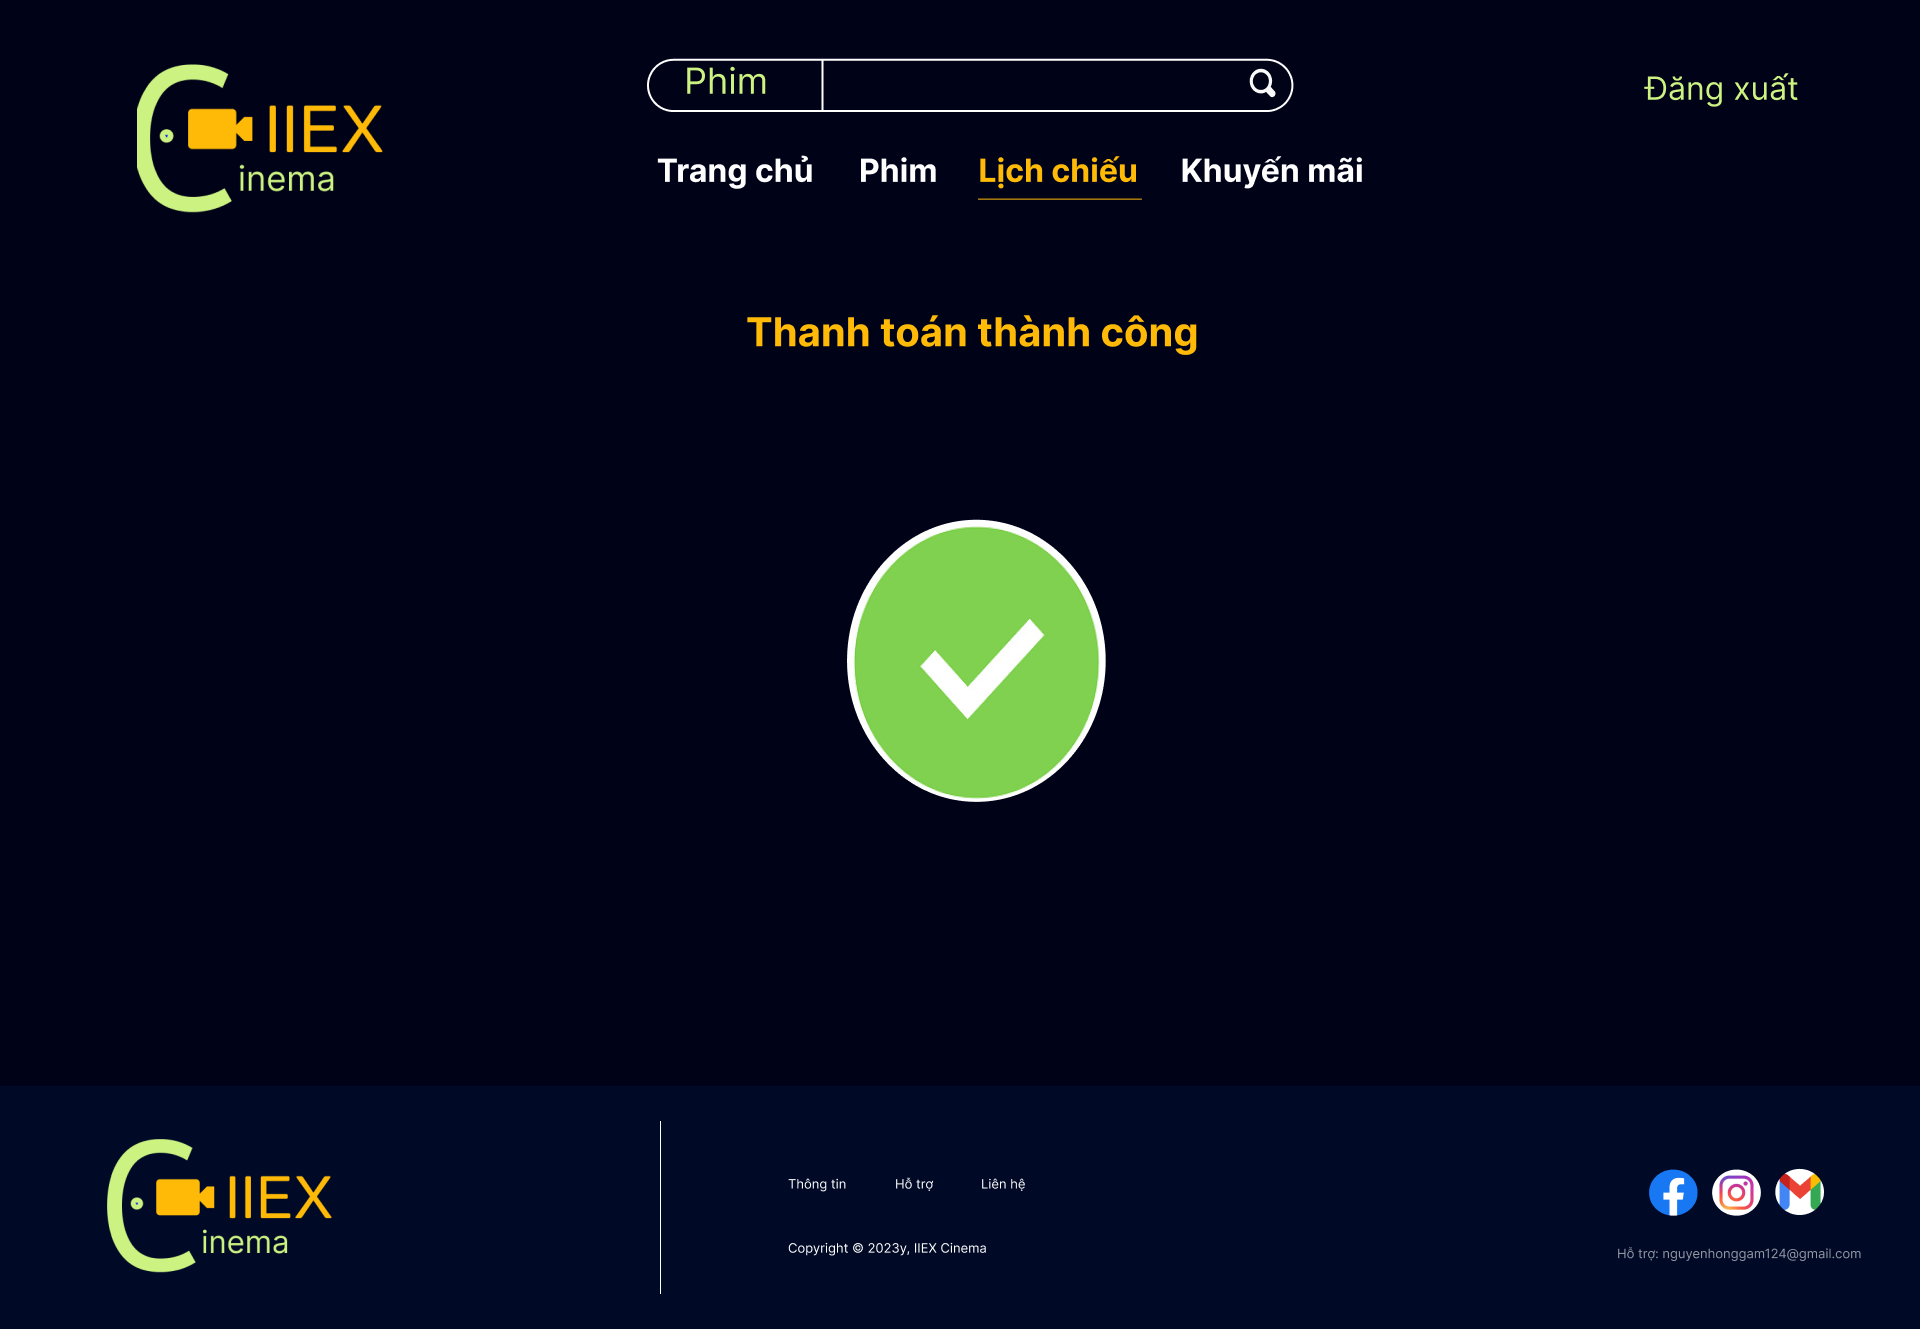 IIEX
inema
Phim
Đăng xuất
Trang chủ Phim Lịch chiếu Khuyến mãi
Thanh toán thành công
IIEX
inema
Thông tin Hỗ trợ Liên hệ
Copyright © 2023y, IIEX Cinema
Hỗ trợ: nguyenhonggam124@gmail.com